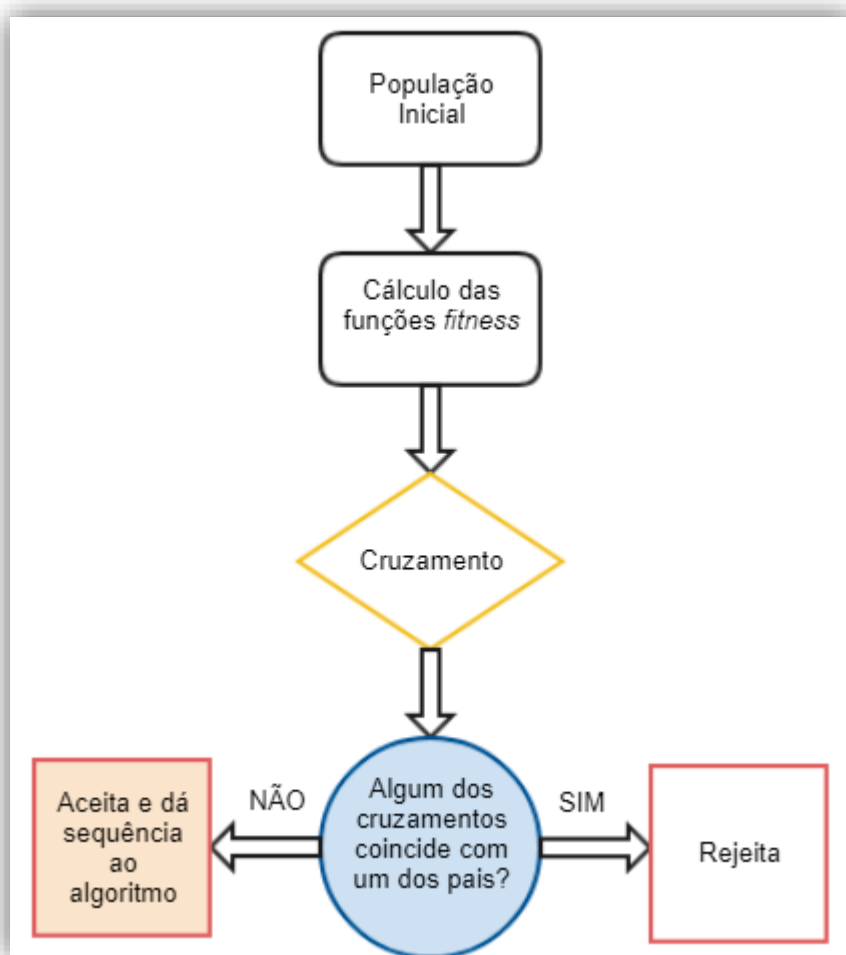 População
Inicial
Cálculo das
funções fitness
Cruzamento
Algum dos
cruzamentos
coincide com
um dos pais?
NÃO
Aceita e dá
sequência
ao
algoritmo
SIM
Rejeita